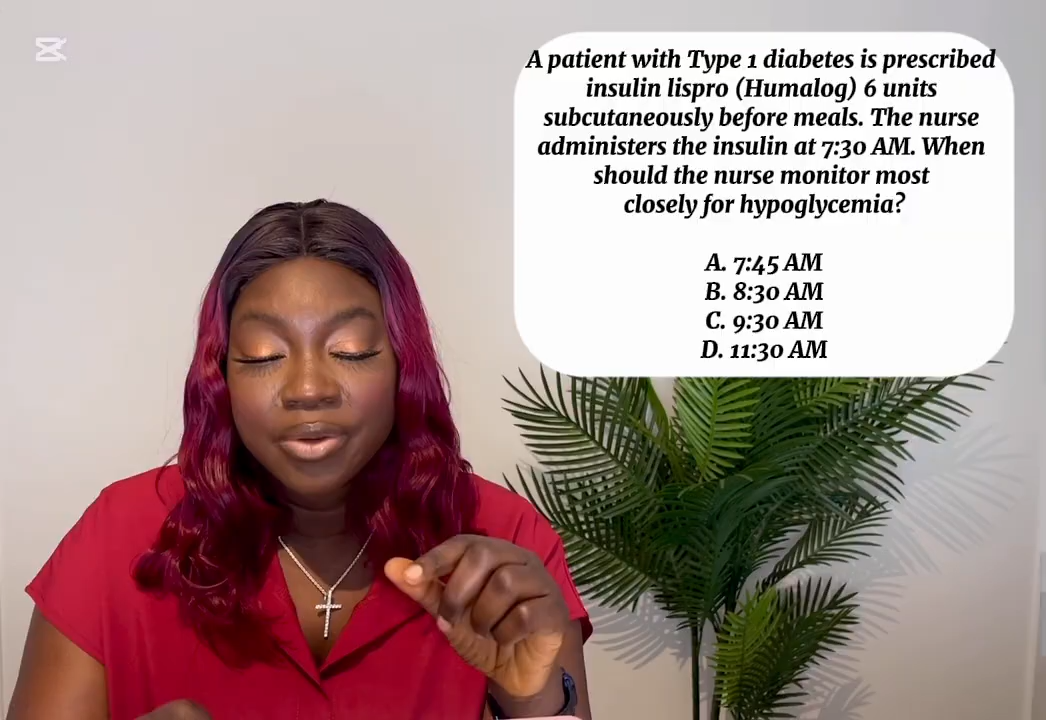 A patient with Type 1 diabetes is prescribed
insulin lispro (Humalog) 6 units
subcutaneously before meals. The nurse
administers the insulin at 7:30 AM. When
should the nurse monitor most
closely for hypoglycemia?
A. 7:45 AM
B. 8:30 AM
C. 9:30 AM
D. 11:30 AM